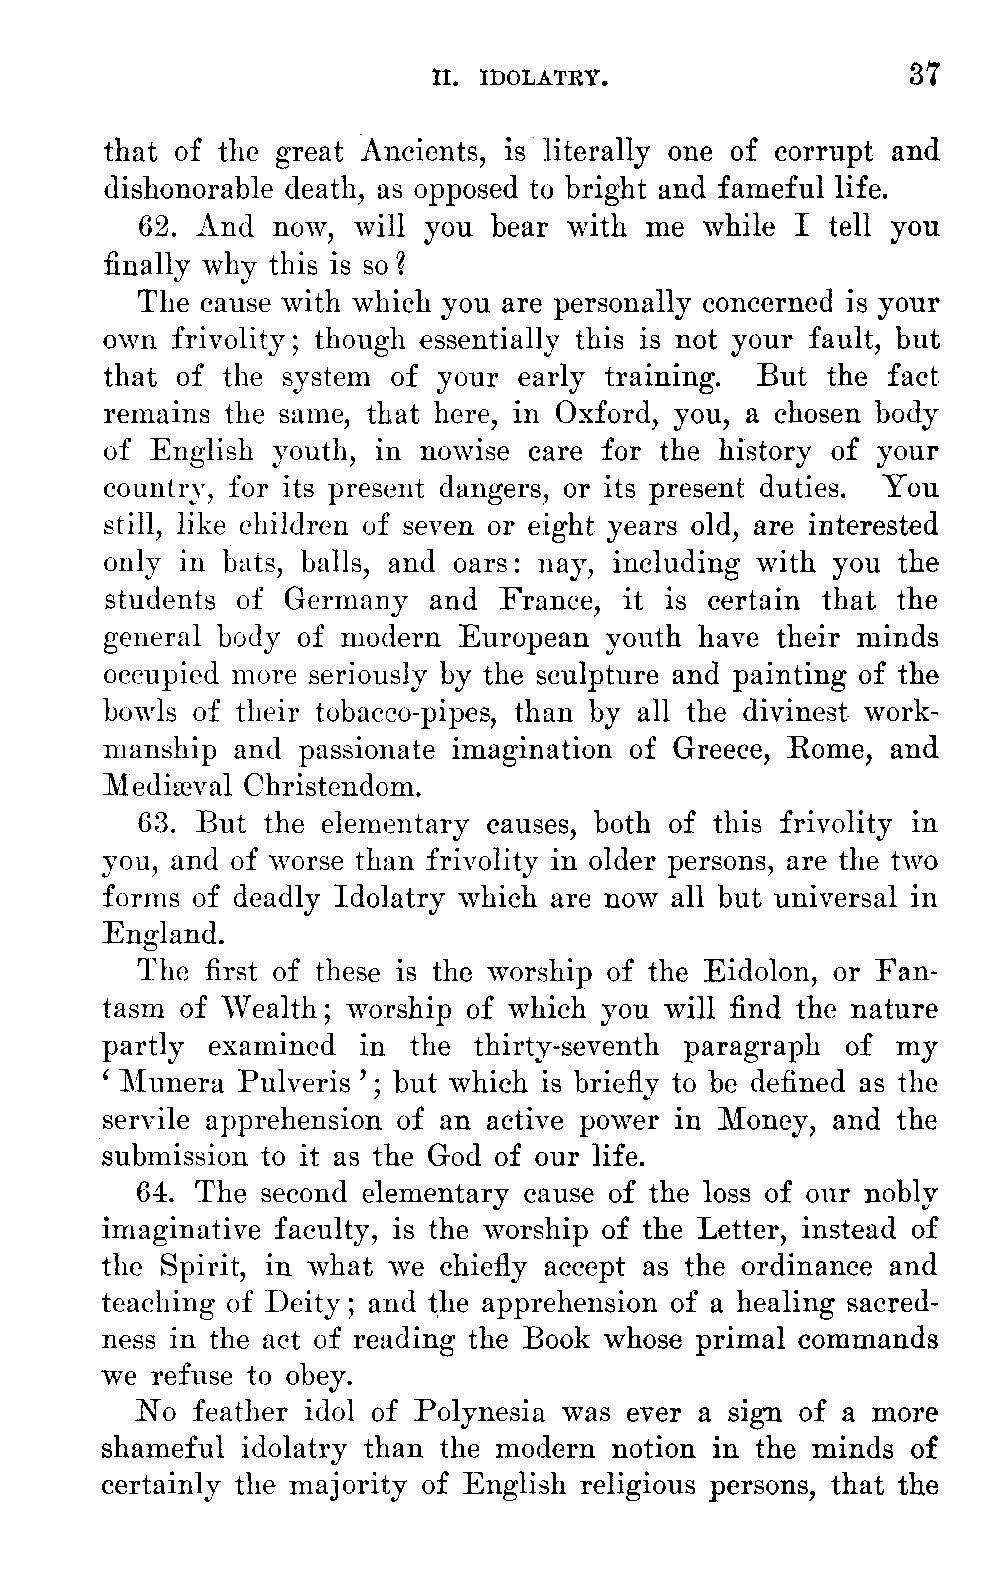 II. IDOLATRY. 37
that of the great Ancients, is literally one of corrupt and
dishonorable death, as opposed to bright and fameful life.
62. And now, will you bear with me while I tell you
finally why this is so?
The cause with which you are personally concerned is your
own frivolity; though essentially this is not your fault, but
that of the system of your early training. But the fact
remains the same, that here, in Oxford, you, a chosen body
of English youth, in nowise care for the history of your
country, for its present dangers, or its present duties. You
still, like children of seven or eight years old, are interested
only in bats, balls, and oars: nay, including with you the
students of Germany and France, it is certain that the
general body of modern European youth have their minds
occupied more seriously by the sculpture and painting of the
bowls of their tobacco-pipes, than by all the divinest work-
manship and passionate imagination of Greece, Rome, and
Mediæval Christendom.
63. But the elementary causes, both of this frivolity in
you, and of worse than frivolity in older persons, are the two
forms of deadly Idolatry which are now all but universal in
England.
The first of these is the worship of the Eidolon, or Fan-
tasm of Wealth; worship of which you will find the nature
partly examined in the thirty-seventh paragraph of my
‘Munera Pulveris’; but which is briefly to be defined as the
servile apprehension of an active power in Money, and the
submission to it as the God of our life.
64. The second elementary cause of the loss of our nobly
imaginative faculty, is the worship of the Letter, instead of
the Spirit, in what we chiefly accept as the ordinance and
teaching of Deity; and the apprehension of a healing sacred-
ness in the act of reading the Book whose primal commands
we refuse to obey.
No feather idol of Polynesia was ever a sign of a more
shameful idolatry than the modern notion in the minds of
certainly the majority of English religious persons, that the